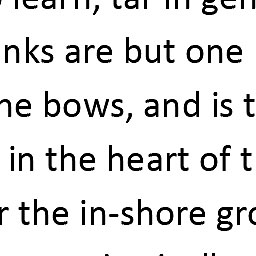 learn, tar in gen
nks are but one
he bows, and is t
in the heart of t
r the in-shore gro